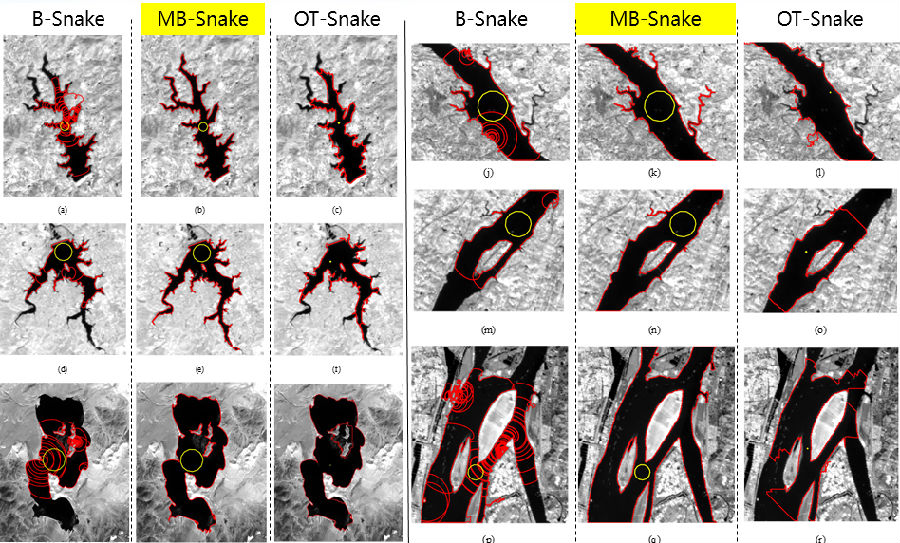 B-Snake MB-Snake OT-Snake B-Snake MB-Snake OT-Snake
(a) (b) (c)
(j) (k) (l)
(d) (e) (f)
(m) (n) (o)
(p) (q) (r)